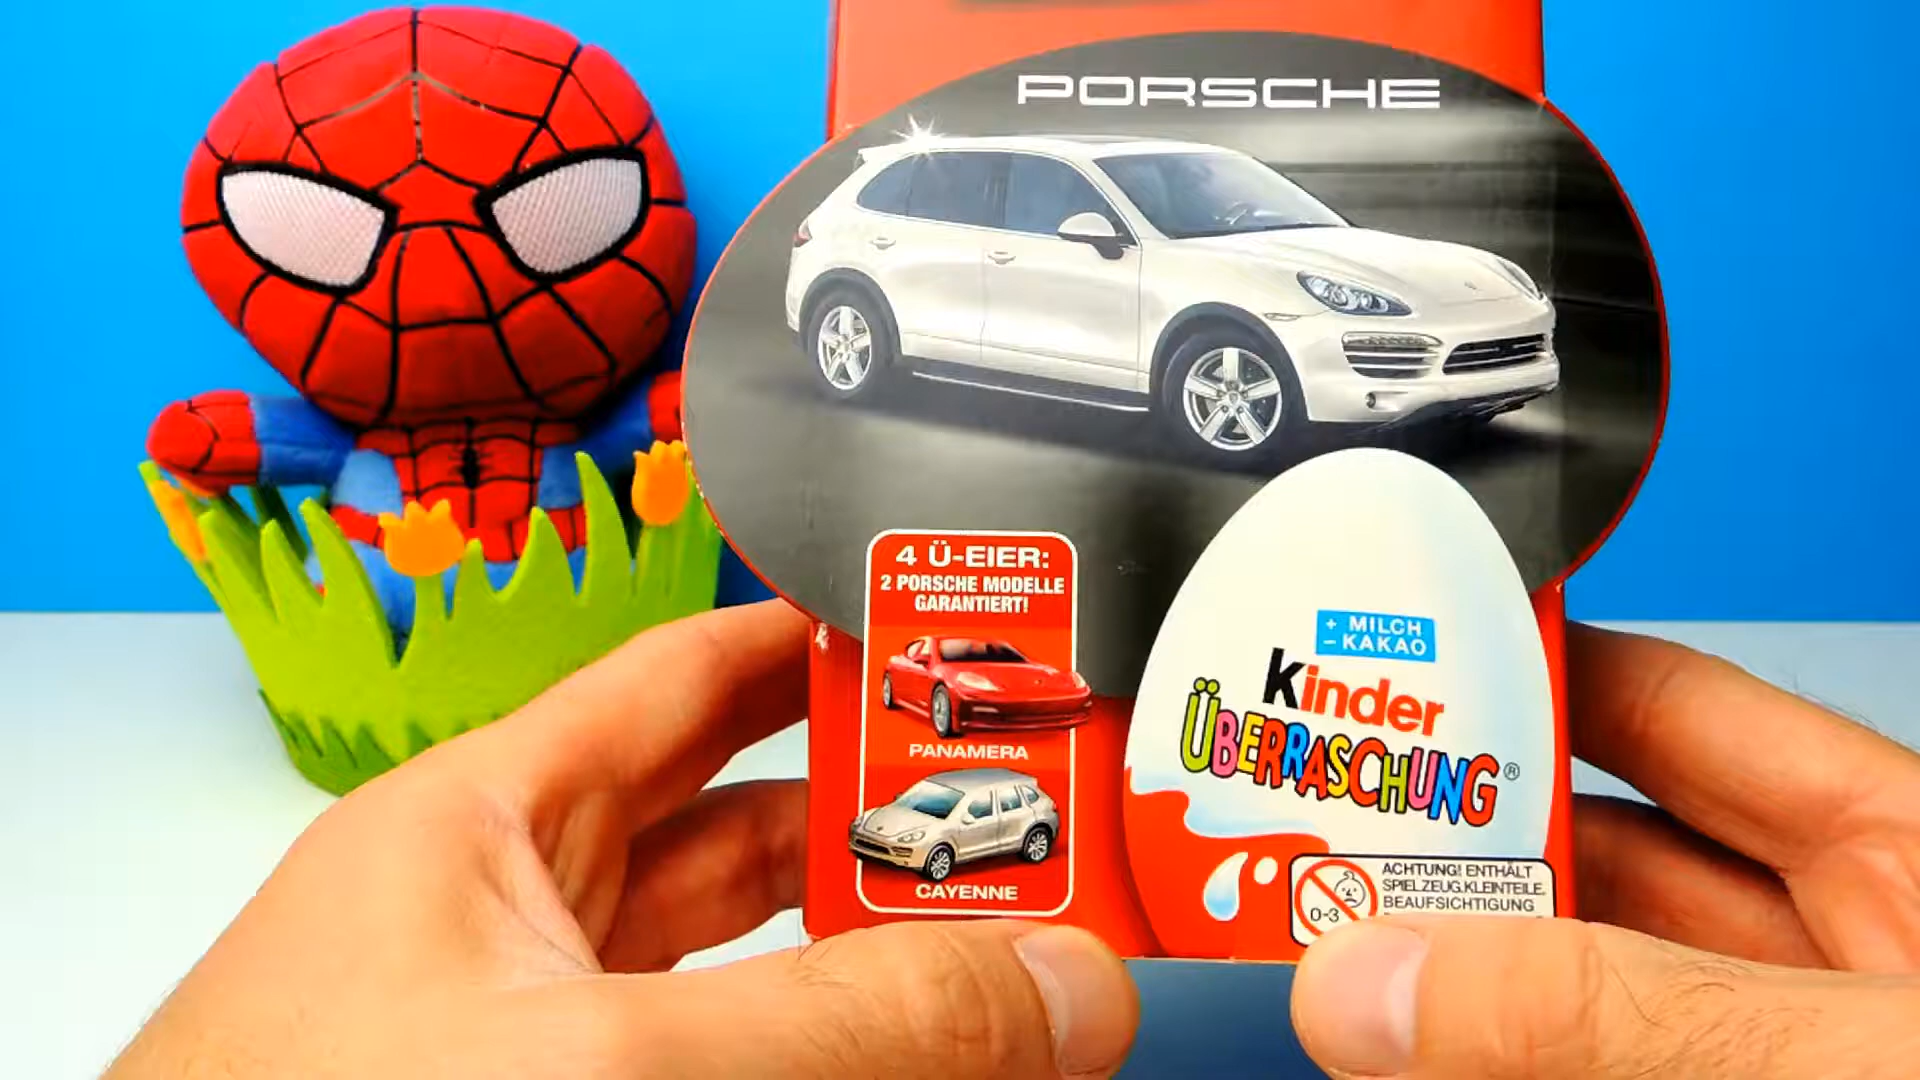 PORSCHE
4 Ü-EIER:
2 PORSCHE MODELLE
GARANTIERT!
PANAMERA
CAYENNE
+ MILCH
- KAKAO
Kinder
ÜBERRASCHUNG®
0-3
ACHTUNG! ENTHÄLT
SPIELZEUG.KLEINTEILE.
BEAUFSICHTIGUNG